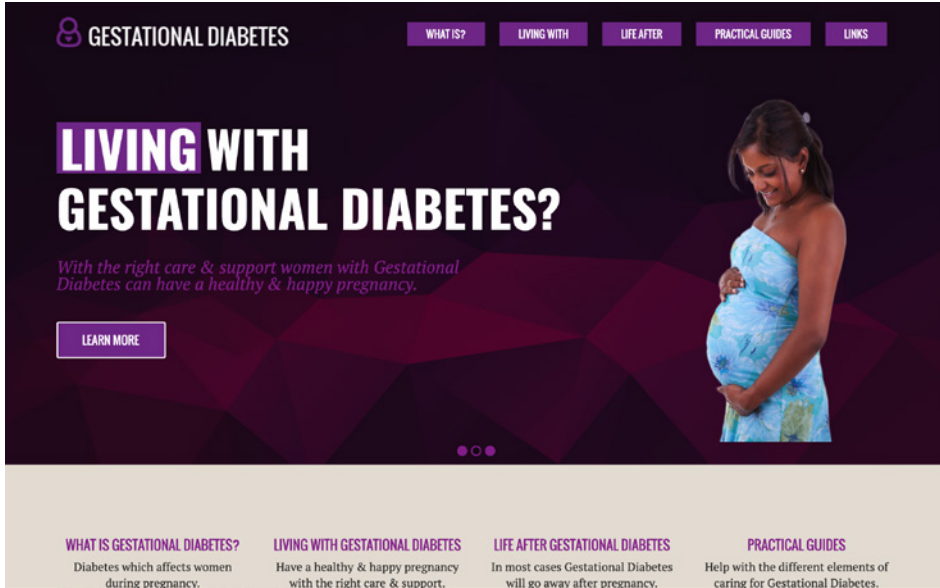 GESTATIONAL DIABETES
WHAT IS?
LIVING WITH
LIFE AFTER
PRACTICAL GUIDES
LINKS
LIVING WITH
GESTATIONAL DIABETES?
With the right care & support women with Gestational
Diabetes can have a healthy & happy pregnancy.
LEARN MORE
WHAT IS GESTATIONAL DIABETES?
Diabetes which affects women
during pregnancy.
LIVING WITH GESTATIONAL DIABETES
Have a healthy & happy pregnancy
with the right care & support.
LIFE AFTER GESTATIONAL DIABETES
In most cases Gestational Diabetes
will go away after pregnancy.
PRACTICAL GUIDES
Help with the different elements of
caring for Gestational Diabetes.